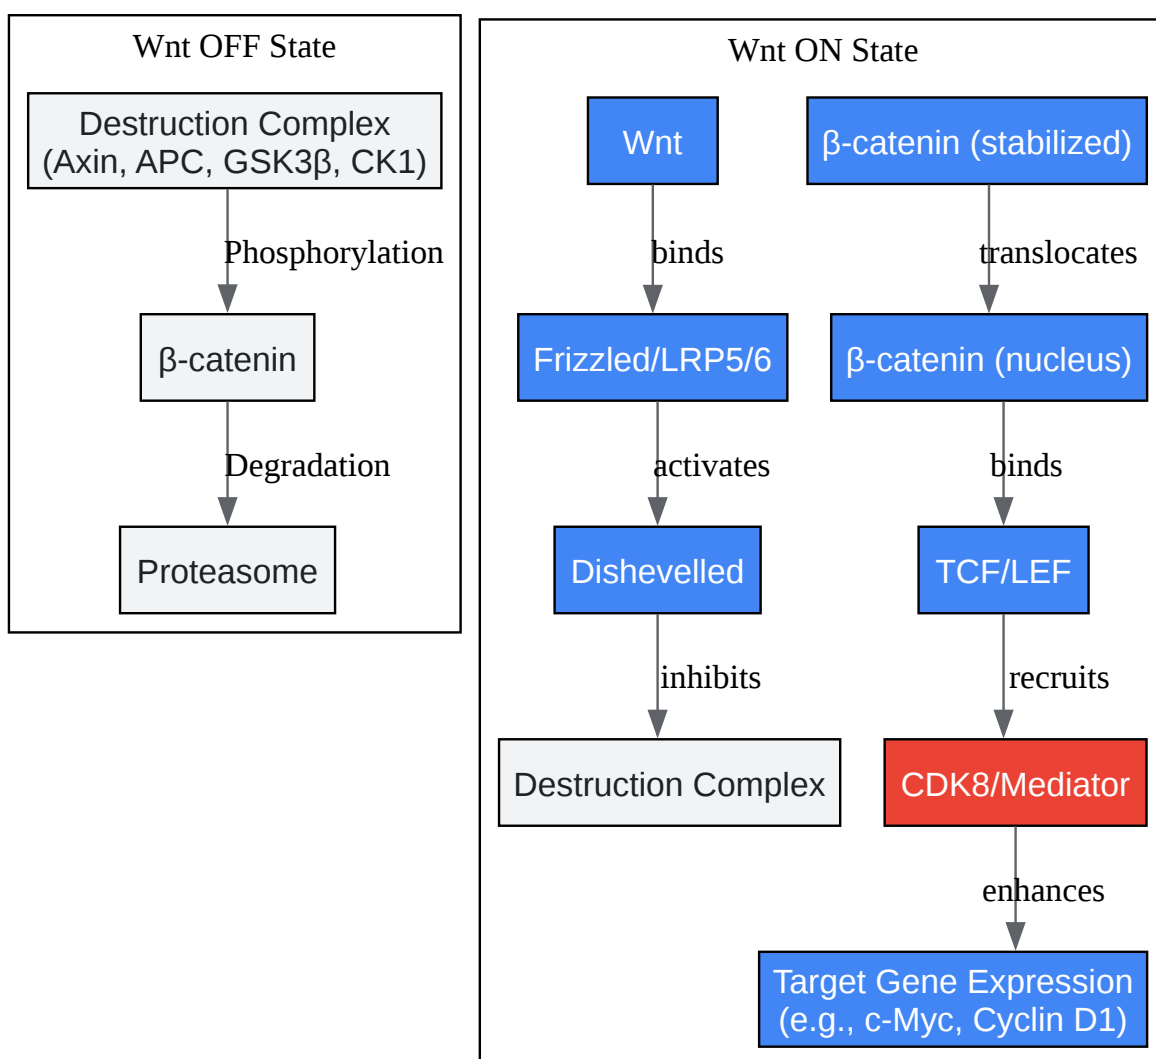 Wnt OFF State
Destruction Complex
(Axin, APC, GSK3β, CK1)
Phosphorylation
β-catenin
Degradation
Proteasome
Wnt ON State
Wnt
binds
Frizzled/LRP5/6
activates
Dishevelled
inhibits
Destruction Complex
β-catenin (stabilized)
translocates
β-catenin (nucleus)
binds
TCF/LEF
recruits
CDK8/Mediator
enhances
Target Gene Expression
(e.g., c-Myc, Cyclin D1)